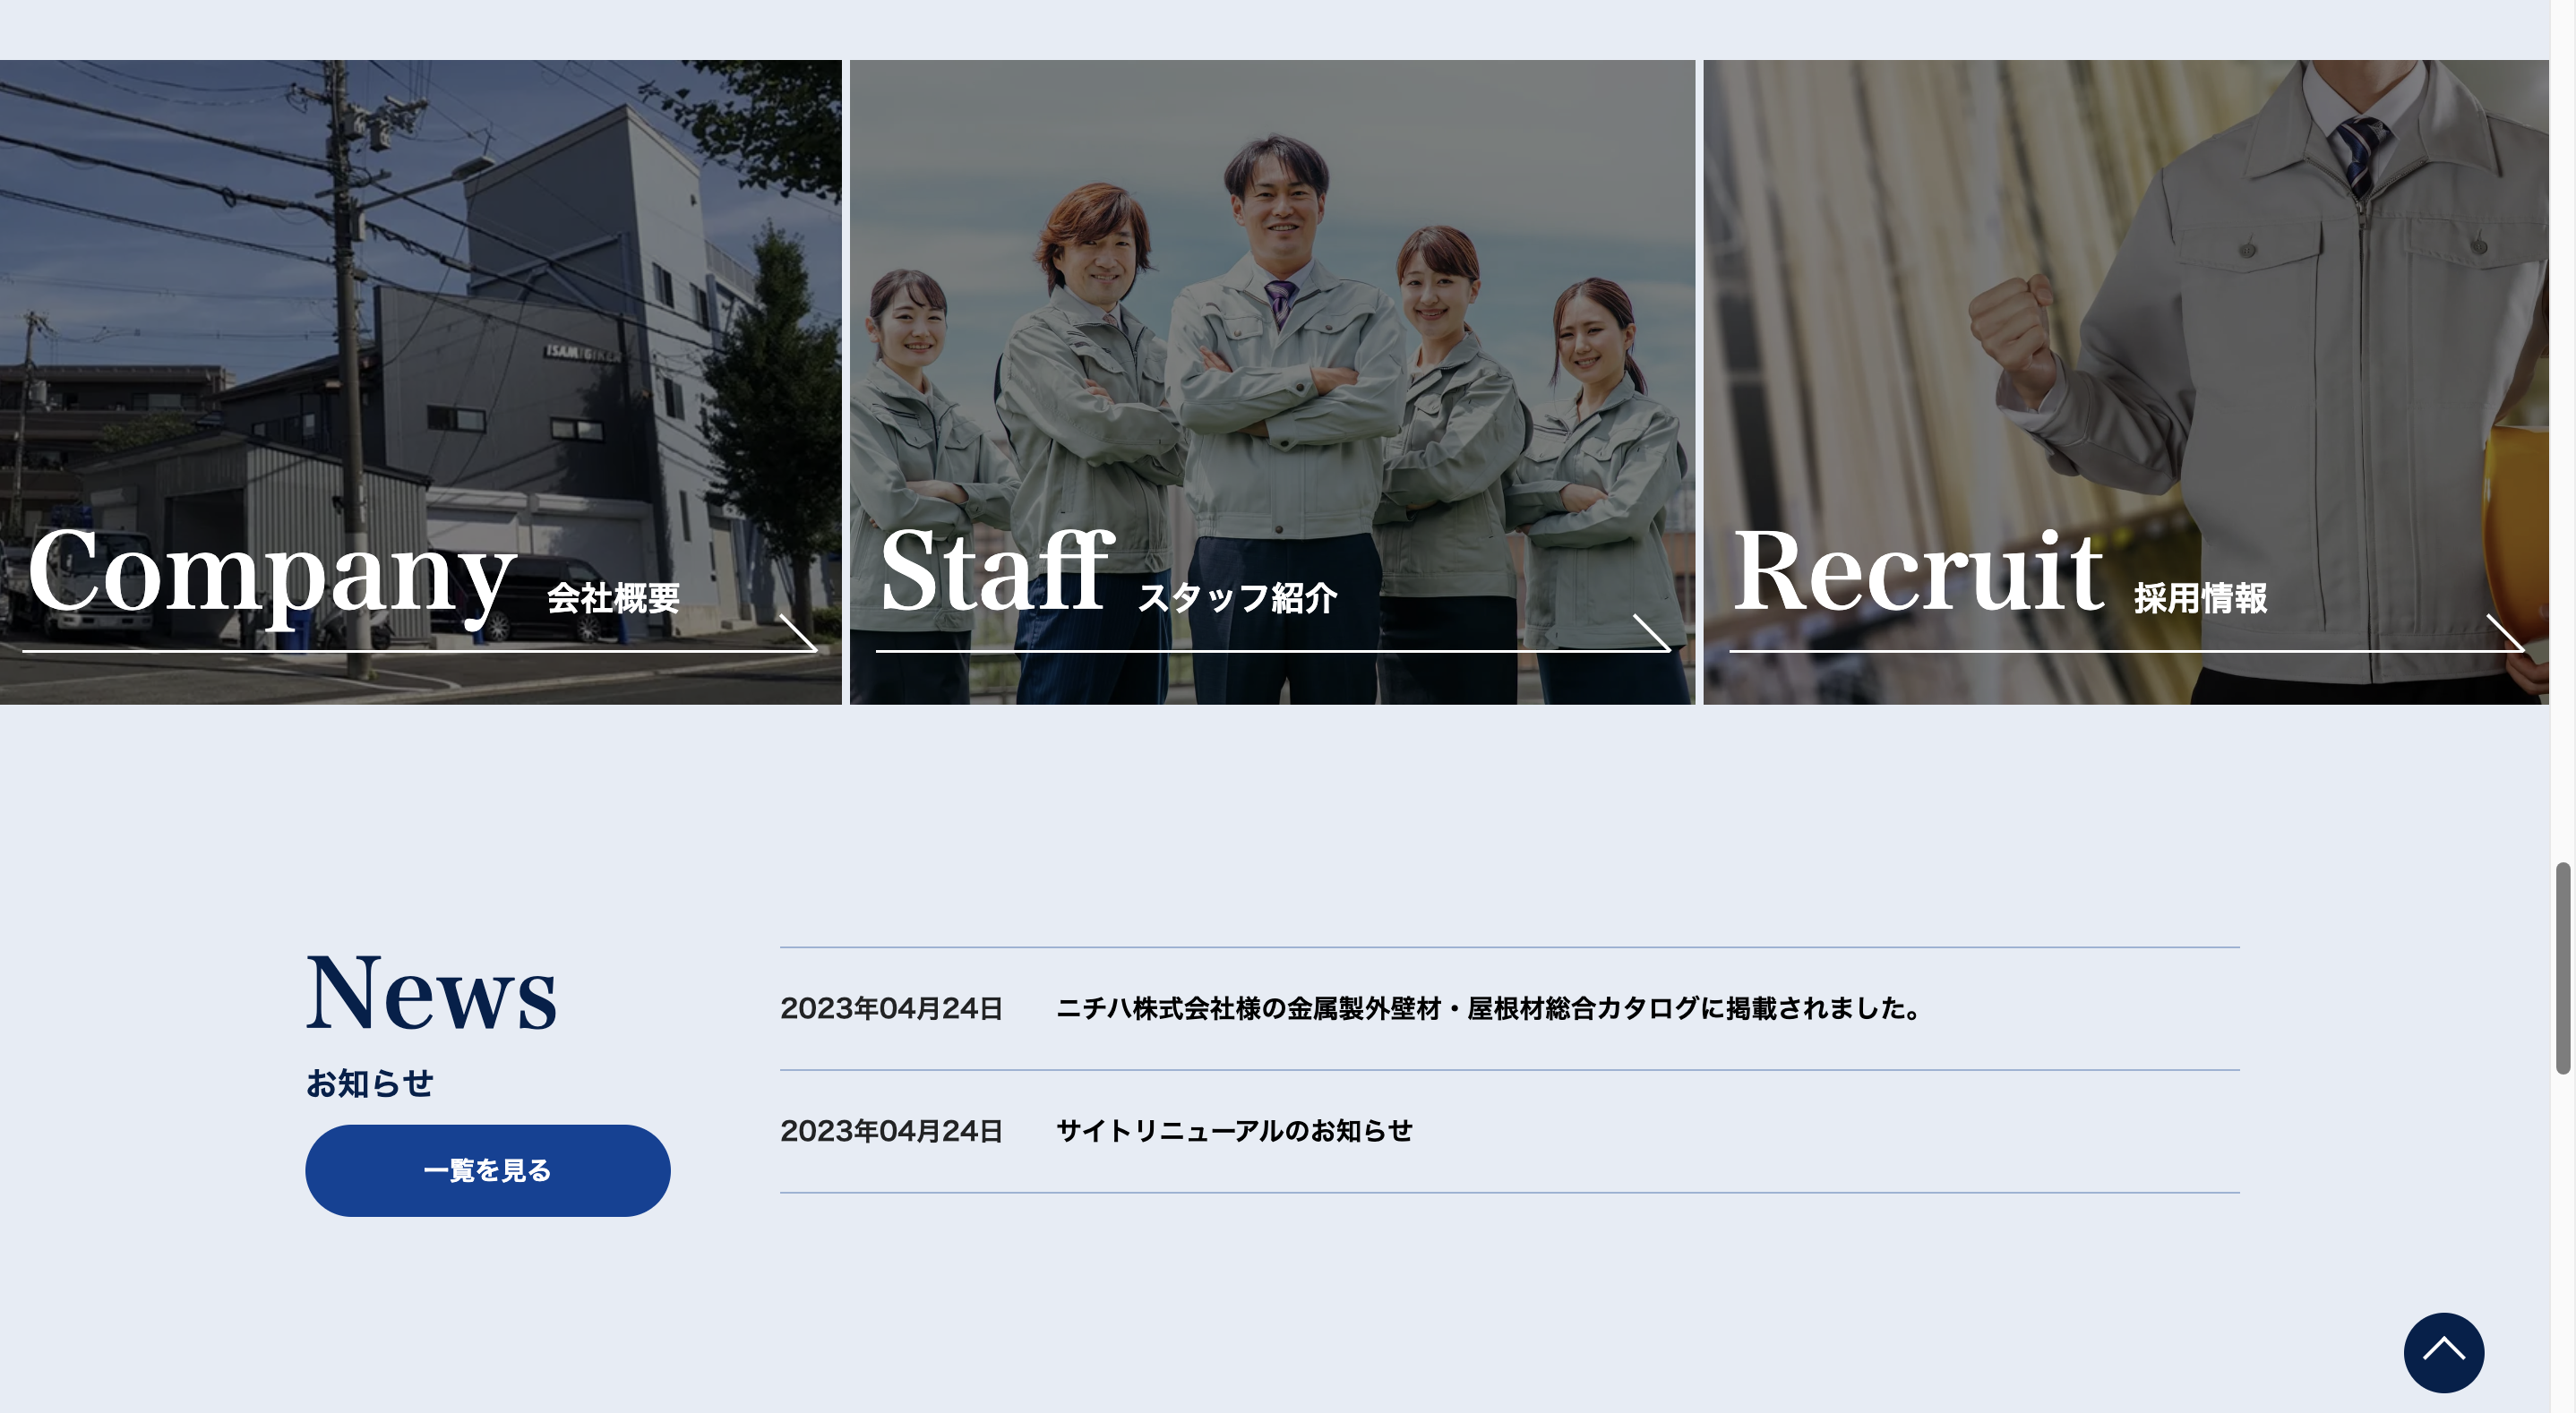 ISAMIGIKEN
Company 会社概要
Staff スタッフ紹介
Recruit 採用情報
News
お知らせ
一覧を見る
2023年04月24日 ニチハ株式会社様の金属製外壁材・屋根材総合カタログに掲載されました。
2023年04月24日 サイトリニューアルのお知らせ